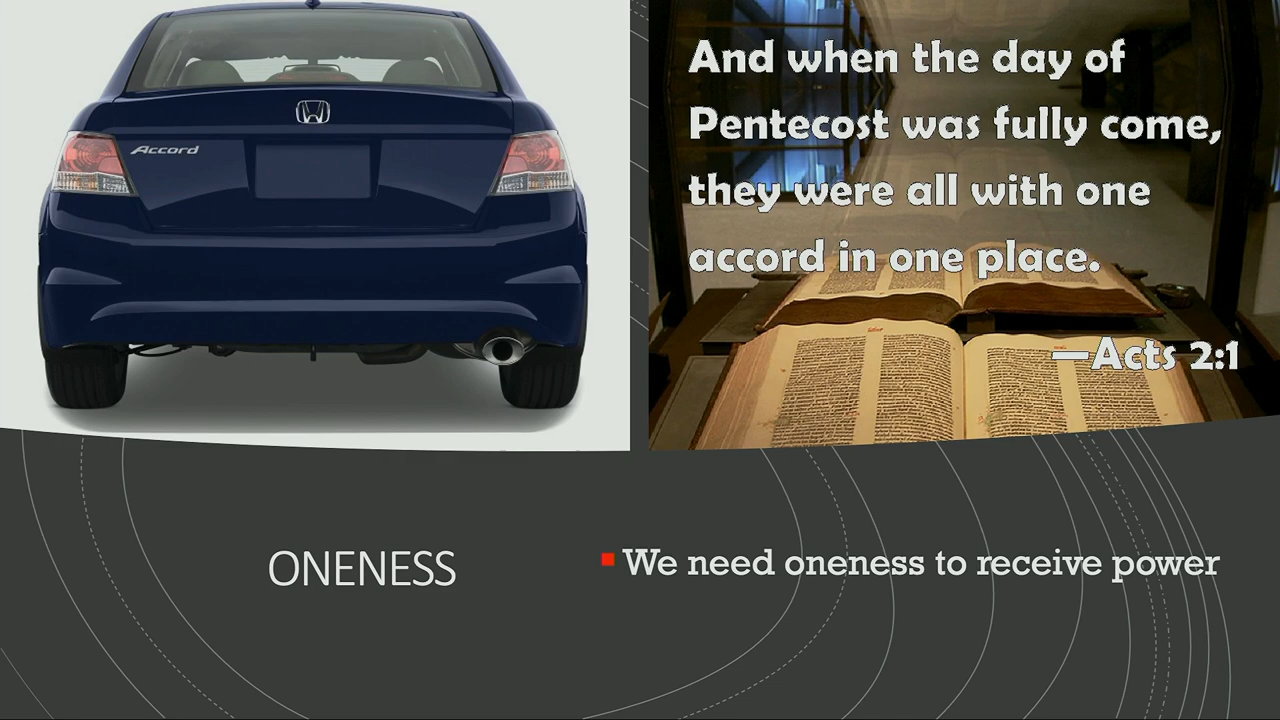 Accord
And when the day of
Pentecost was fully come,
they were all with one
accord in one place.
—Acts 2:1
ONENESS
We need oneness to receive power